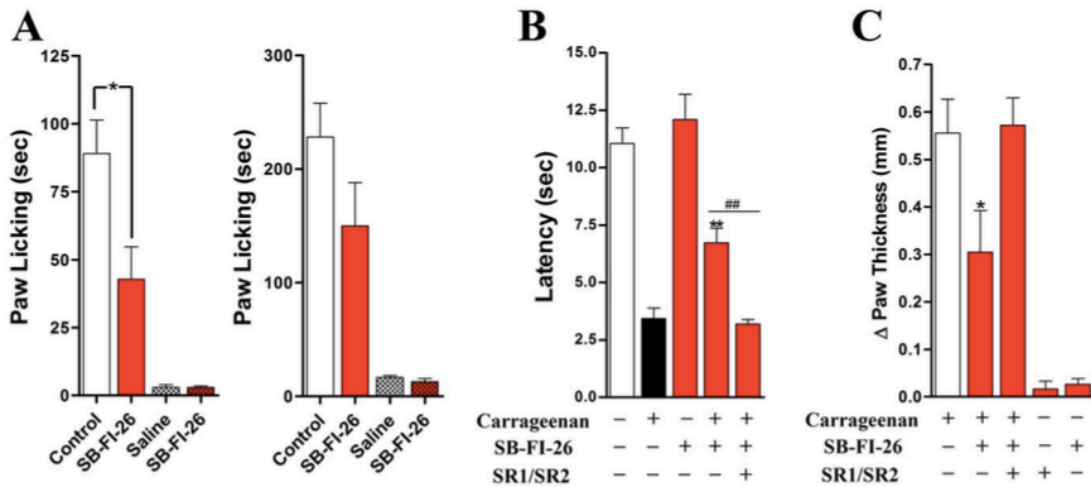 A
Paw Licking (sec)
125
100
75
50
25
0
*
Control
SB-FI-26
Saline
SB-FI-26
Paw Licking (sec)
300
200
100
0
Control
SB-FI-26
Saline
SB-FI-26
B
Latency (sec)
15.0
12.5
10.0
7.5
5.0
2.5
0.0
##
**
Carrageenan − + − + +
SB-FI-26 − − + + +
SR1/SR2 − − − − +
C
Δ Paw Thickness (mm)
0.7
0.6
0.5
0.4
0.3
0.2
0.1
0.0
*
Carrageenan + + + − −
SB-FI-26 − + + − +
SR1/SR2 − − + + −